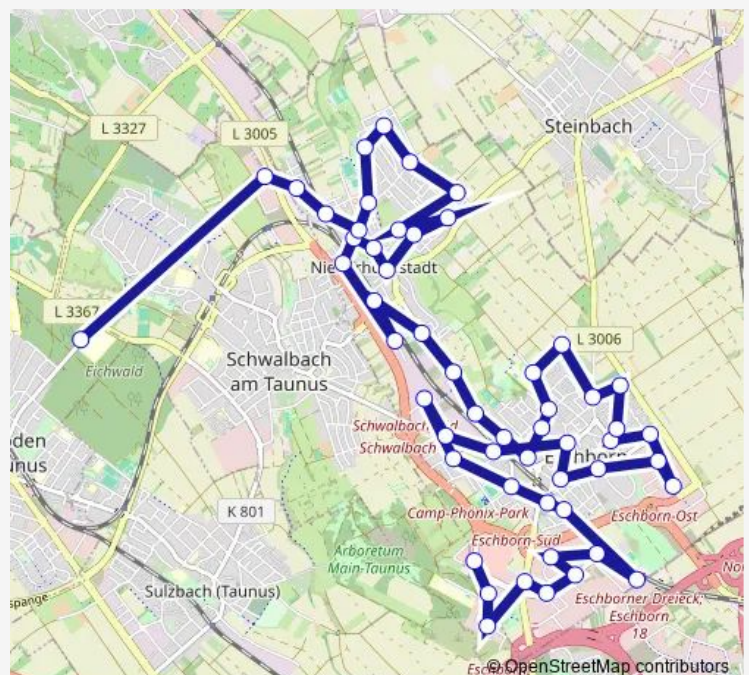 L 3327
L 3005
Steinbach
L 3367
Eichwald
Schwalbach
am Taunus
L 3006
Schwalbach
K 801
Camp-Phönix-Park
Eschborn-Süd
Eschborn-Ost
Arboretum
Main-Taunus
Sulzbach (Taunus)
Eschborner Dreieck;
Eschborn
18
© OpenStreetMap contributors